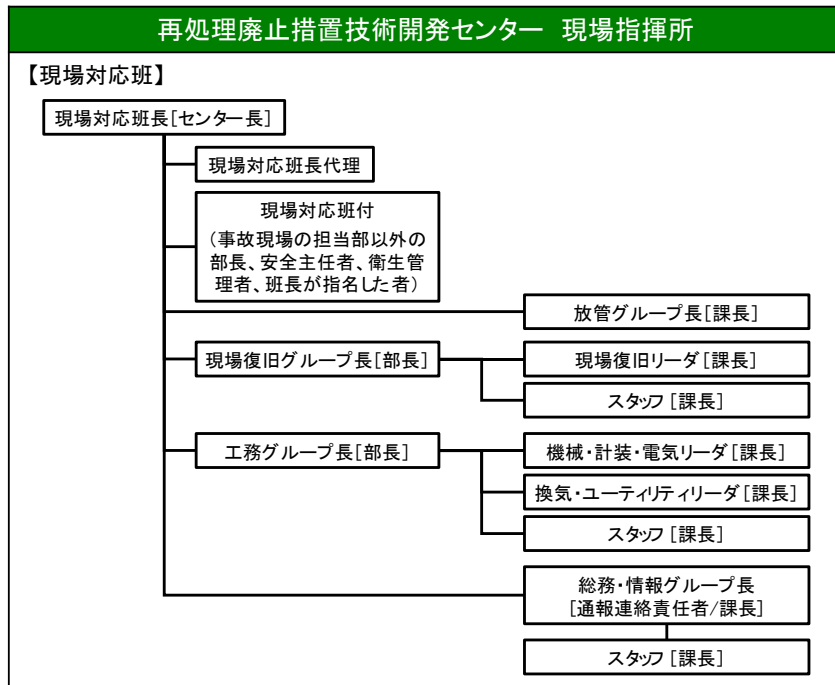 再処理廃止措置技術開発センター　現場指揮所
【現場対応班】
現場対応班長[センター長]
現場対応班長代理
現場対応班付
(事故現場の担当部以外の
部長、安全主任者、衛生管
理者、班長が指名した者)
放管グループ長[課長]
現場復旧グループ長[部長]
現場復旧リーダ[課長]
スタッフ[課長]
工務グループ長[部長]
機械・計装・電気リーダ[課長]
換気・ユーティリティリーダ[課長]
スタッフ[課長]
総務・情報グループ長
[通報連絡責任者/課長]
スタッフ[課長]